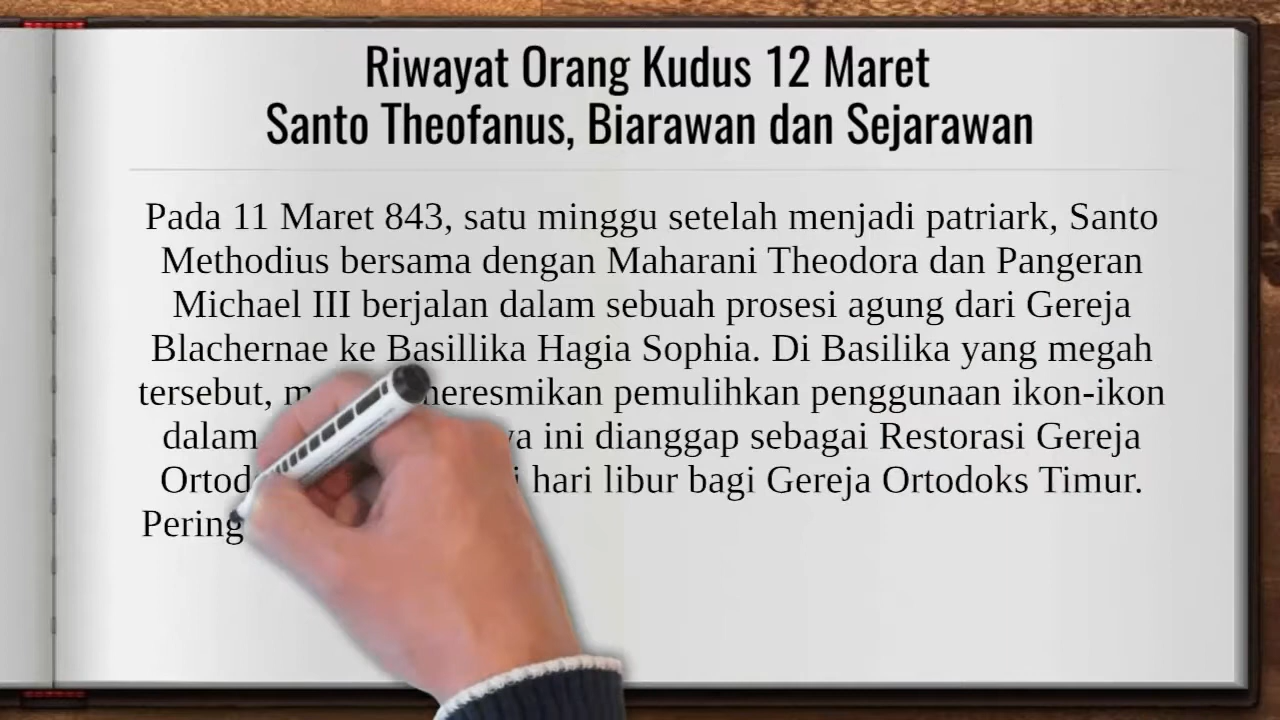 Riwayat Orang Kudus 12 Maret
Santo Theofanus, Biarawan dan Sejarawan
Pada 11 Maret 843, satu minggu setelah menjadi patriark, Santo
Methodius bersama dengan Maharani Theodora dan Pangeran
Michael III berjalan dalam sebuah prosesi agung dari Gereja
Blachernae ke Basillika Hagia Sophia. Di Basilika yang megah
tersebut, pemulihkan penggunaan ikon-ikon
dalam ini dianggap sebagai Restorasi Gereja
hari libur bagi Gereja Ortodoks Timur.
Pering